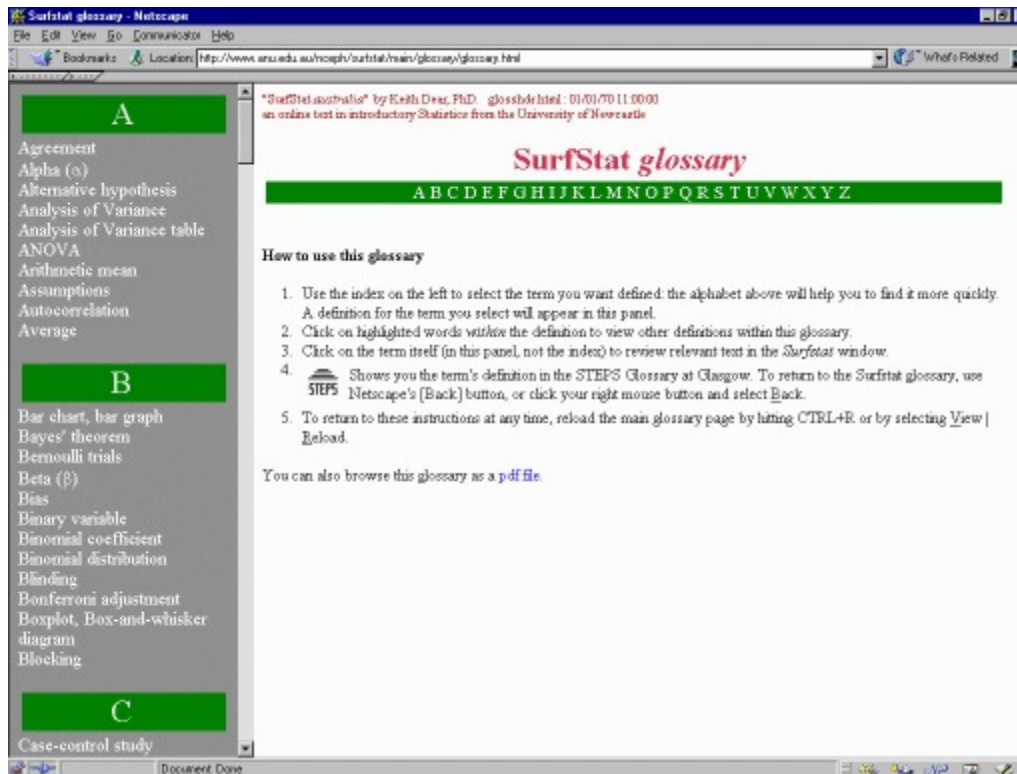 Surfstat glossary - Netscape
File Edit View Go Communicator Help
Bookmarks Location: http://www.anu.edu.au/nceph/surfstat/main/glossary/glossary.html What's Related
A
Agreement
Alpha (α)
Alternative hypothesis
Analysis of Variance
Analysis of Variance table
ANOVA
Arithmetic mean
Assumptions
Autocorrelation
Average
B
Bar chart, bar graph
Bayes' theorem
Bernoulli trials
Beta (β)
Bias
Binary variable
Binomial coefficient
Binomial distribution
Blinding
Bonferroni adjustment
Boxplot, Box-and-whisker
diagram
Blocking
C
Case-control study
"SurfStat australia" by Keith Dear, PhD. glosshdr.html : 01/01/70 11:00:00
an online text in introductory Statistics from the University of Newcastle
SurfStat glossary
A B C D E F G H I J K L M N O P Q R S T U V W X Y Z
How to use this glossary
1. Use the index on the left to select the term you want defined: the alphabet above will help you to find it more quickly.
A definition for the term you select will appear in this panel.
2. Click on highlighted words within the definition to view other definitions within this glossary.
3. Click on the term itself (in this panel, not the index) to review relevant text in the Surfstat window.
4. STEPS Shows you the term's definition in the STEPS Glossary at Glasgow. To return to the Surfstat glossary, use
Netscape's [Back] button, or click your right mouse button and select Back.
5. To return to these instructions at any time, reload the main glossary page by hitting CTRL+R or by selecting View |
Reload.
You can also browse this glossary as a pdf file.
Document Done